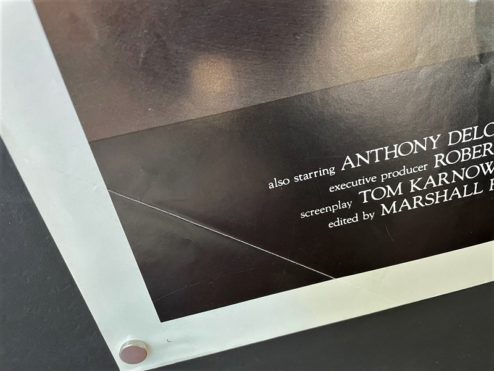 also starring ANTHONY
executive producer
screenplay TOM
edited by MARSHALL